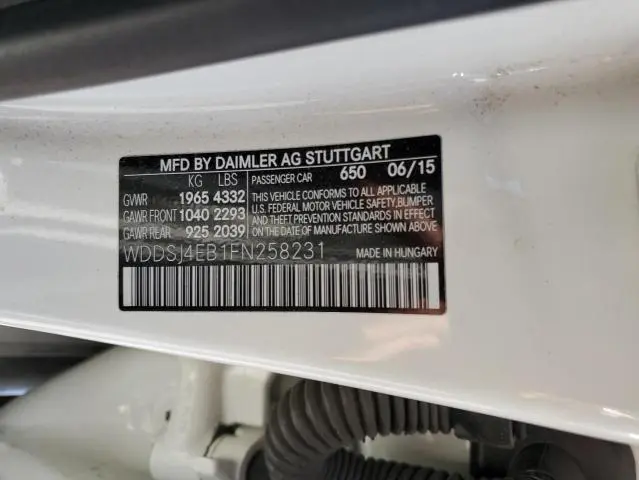 MFD BY DAIMLER AG STUTTGART
KG LBS PASSENGER CAR 650 06/15
GVWR 1965 4332
GAWR FRONT 1040 2293
GAWR REAR 925 2039
THIS VEHICLE CONFORMS TO ALL APPLICABLE
U.S. FEDERAL MOTOR VEHICLE SAFETY,BUMPER
AND THEFT PREVENTION STANDARDS IN EFFECT
ON THE DATE OF MANUFACTURE SHOWN ABOVE
WDDSJ4EB1FN258231 MADE IN HUNGARY